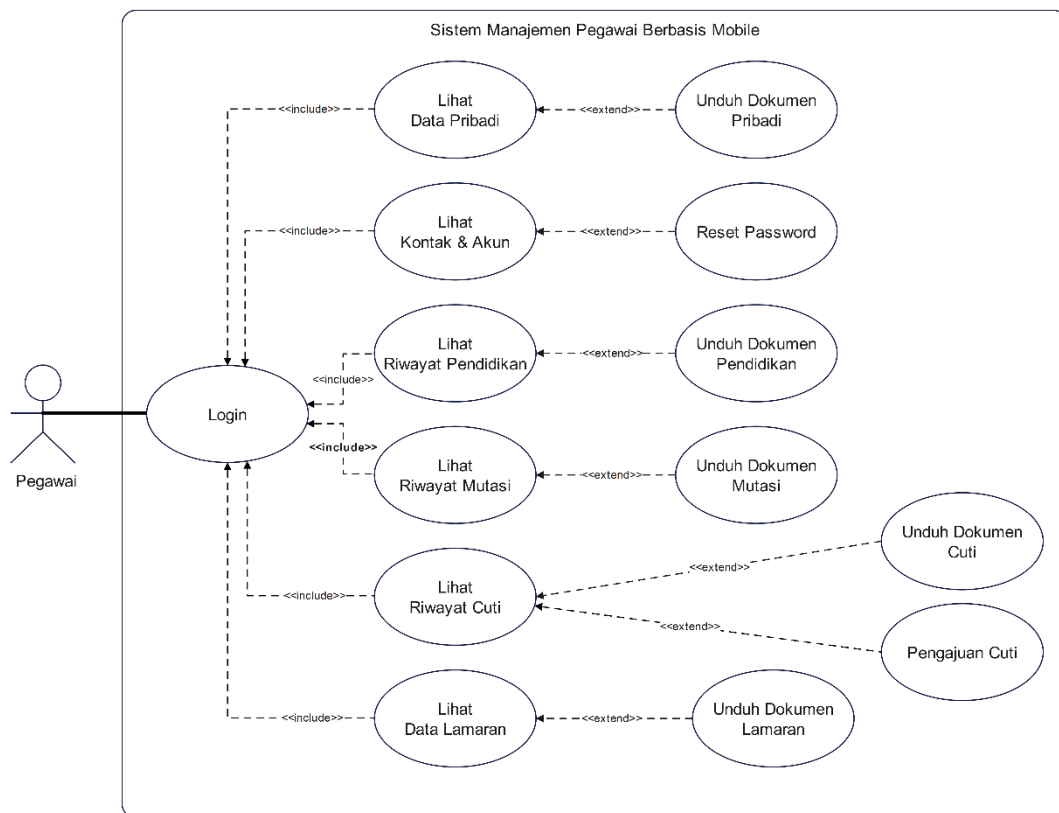 Sistem Manajemen Pegawai Berbasis Mobile
<<include>>
Lihat
Data Pribadi
<<extend>>
Unduh Dokumen
Pribadi
<<include>>
Lihat
Kontak & Akun
<<extend>>
Reset Password
<<include>>
Lihat
Riwayat Pendidikan
<<extend>>
Unduh Dokumen
Pendidikan
Pegawai
Login
<<include>>
Lihat
Riwayat Mutasi
<<extend>>
Unduh Dokumen
Mutasi
<<include>>
Lihat
Riwayat Cuti
<<extend>>
Unduh Dokumen
Cuti
<<extend>>
Pengajuan Cuti
<<include>>
Lihat
Data Lamaran
<<extend>>
Unduh Dokumen
Lamaran